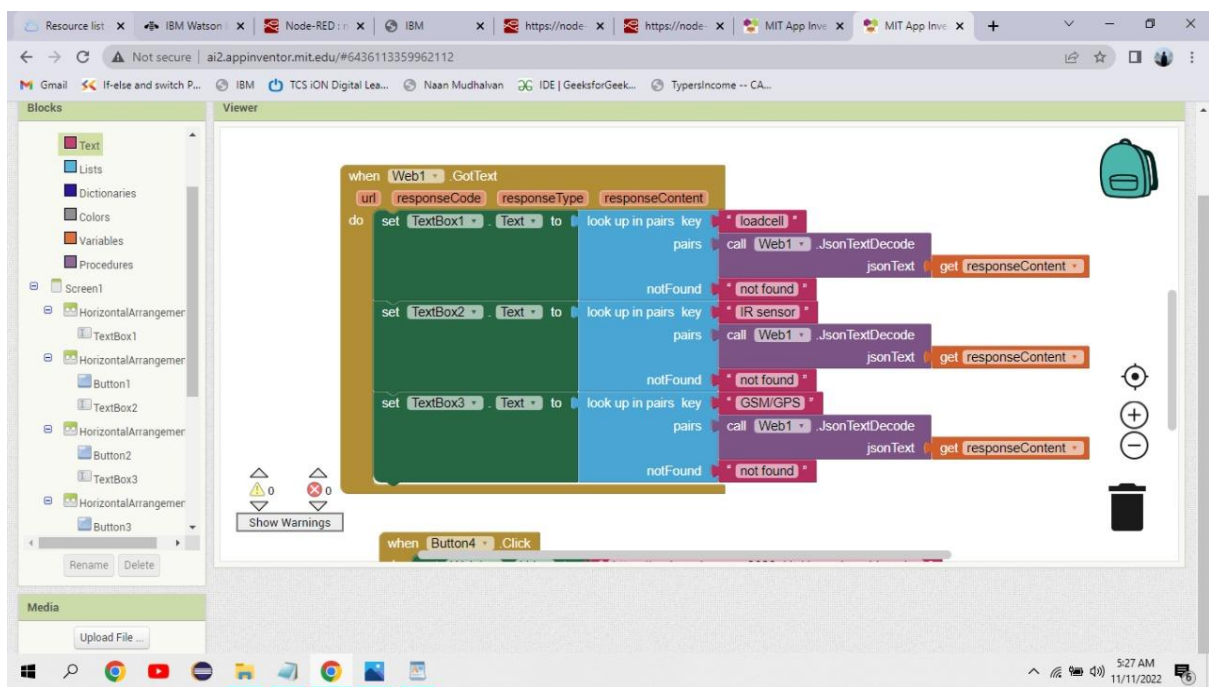 Resource list
IBM Watson
Node-RED : n
IBM
https://node-
https://node-
MIT App Inve
MIT App Inve
Not secure | ai2.appinventor.mit.edu/#6436113359962112
Gmail
If-else and switch P...
IBM
TCS iON Digital Lea...
Naan Mudhalvan
IDE | GeeksforGeek...
TypersIncome -- CA...
Blocks
Viewer
Text
Lists
Dictionaries
Colors
Variables
Procedures
Screen1
HorizontalArrangemer
TextBox1
HorizontalArrangemer
Button1
TextBox2
HorizontalArrangemer
Button2
TextBox3
HorizontalArrangemer
Button3
Rename Delete
Media
Upload File ...
when Web1 .GotText
url responseCode responseType responseContent
do set TextBox1 . Text to look up in pairs key " loadcell "
pairs call Web1 .JsonTextDecode
jsonText get responseContent
notFound " not found "
set TextBox2 . Text to look up in pairs key " IR sensor "
pairs call Web1 .JsonTextDecode
jsonText get responseContent
notFound " not found "
set TextBox3 . Text to look up in pairs key " GSM/GPS "
pairs call Web1 .JsonTextDecode
jsonText get responseContent
notFound " not found "
0 0
Show Warnings
when Button4 .Click
5:27 AM
11/11/2022
6